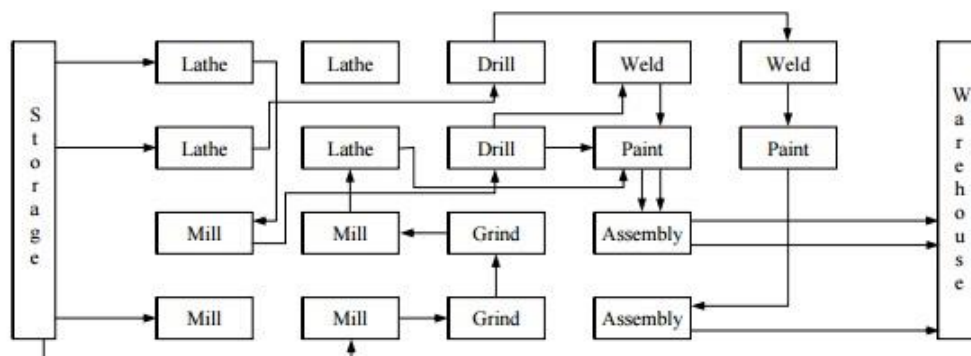 Storage
Lathe
Lathe
Drill
Weld
Weld
Lathe
Lathe
Drill
Paint
Paint
Mill
Mill
Grind
Assembly
Mill
Mill
Grind
Assembly
Warehouse